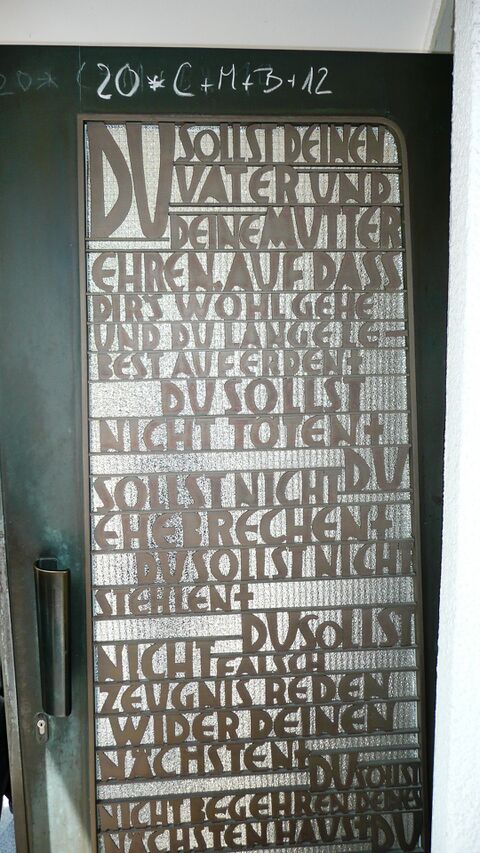 20 * C + M + B + 12
DU SOLLST DEINEN
VATER UND
DEINE MUTTER
EHREN, AUF DASS
DIR'S WOHLGEHE
UND DU LANGE LE-
BEST AUF ERDEN +
DU SOLLST
NICHT TÖTEN +
DU
SOLLST NICHT
EHEBRECHEN +
DU SOLLST NICHT
STEHLEN +
DU SOLLST
NICHT FALSCH
ZEUGNIS REDEN
WIDER DEINEN
NÄCHSTEN +
DU SOLLST
NICHT BEGEHREN DEINES
NÄCHSTEN HAUS + DU